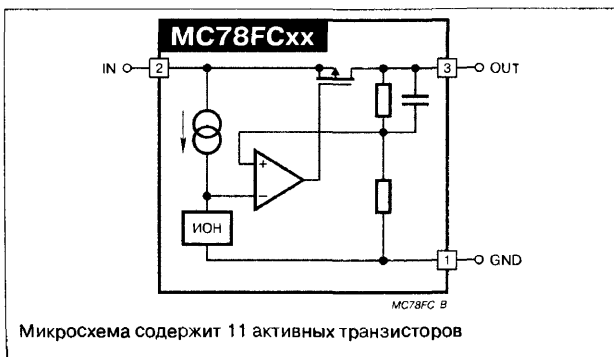 MC78FCxx
IN 2 3 OUT
+
−
ИОН
1 GND
MC78FC B
Микросхема содержит 11 активных транзисторов